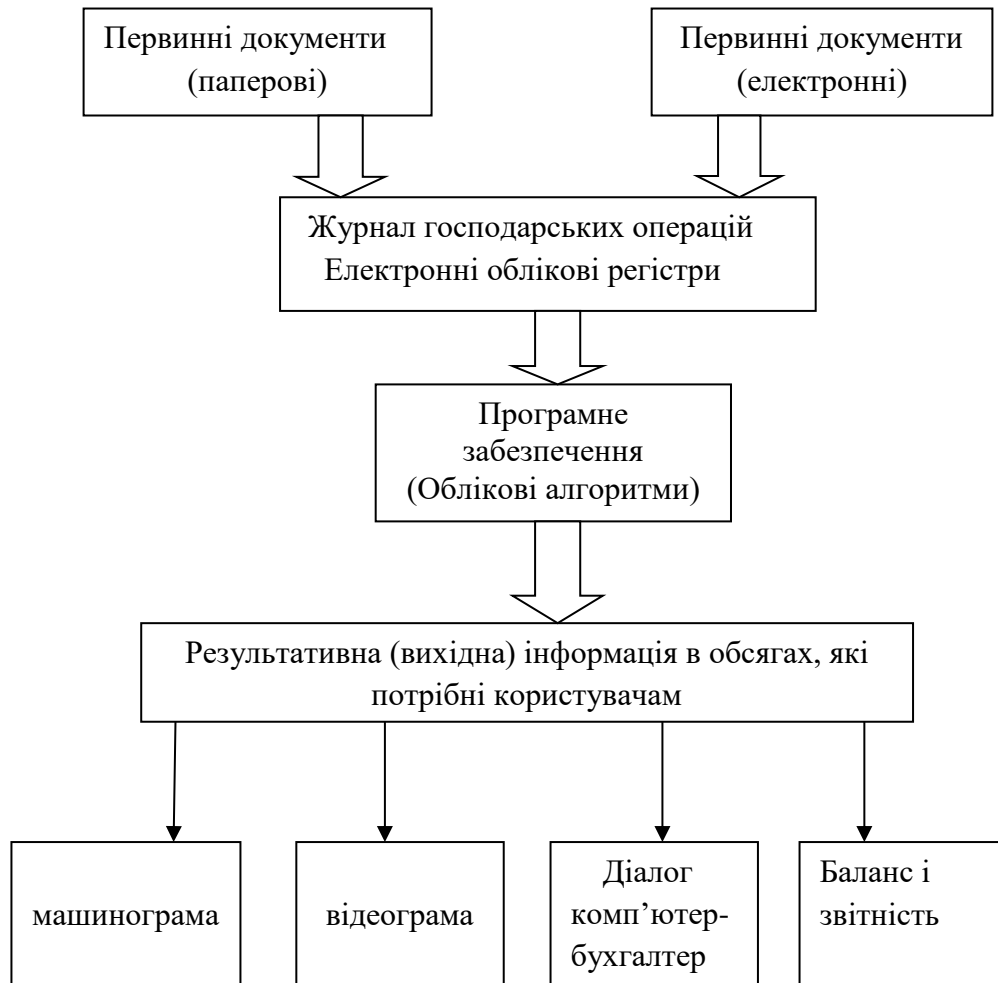 Первинні документи
(паперові)
Первинні документи
(електронні)
Журнал господарських операцій
Електронні облікові регістри
Програмне
забезпечення
(Облікові алгоритми)
Результативна (вихідна) інформація в обсягах, які
потрібні користувачам
машинограма
відеограма
Діалог
комп’ютер-
бухгалтер
Баланс і
звітність